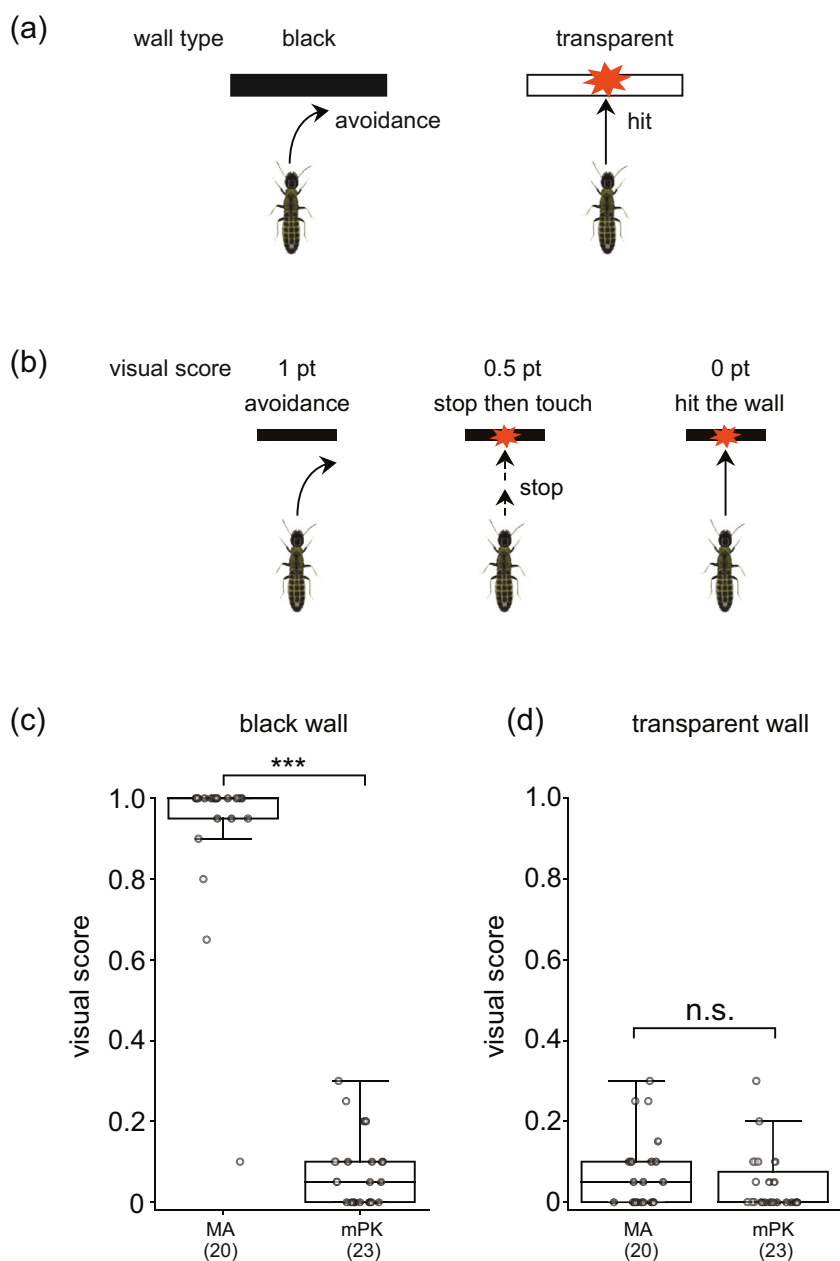 (a)
wall type black transparent
avoidance hit
(b)
visual score 1 pt 0.5 pt 0 pt
avoidance stop then touch hit the wall
stop
(c) black wall
***
1.0
0.8
0.6
0.4
0.2
0
visual score
MA mPK
(20) (23)
(d) transparent wall
n.s.
1.0
0.8
0.6
0.4
0.2
0
visual score
MA mPK
(20) (23)